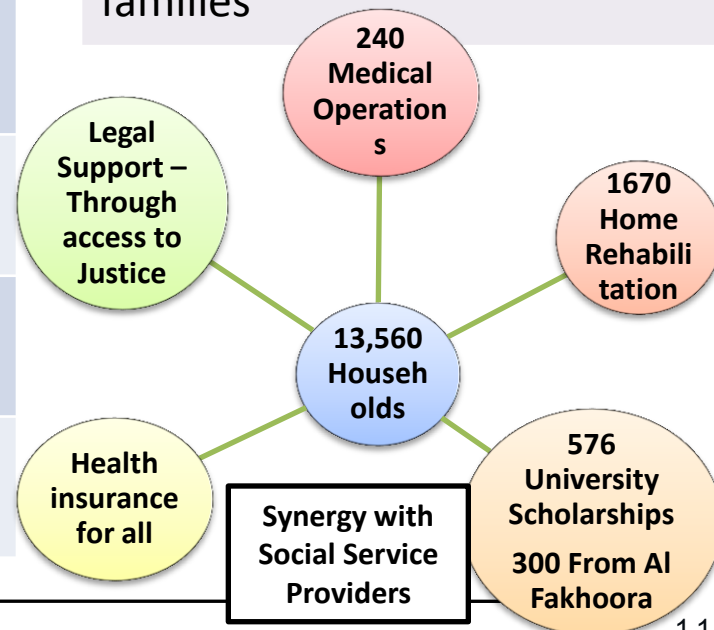 families
240
Medical
Operation
s
Legal
Support –
Through
access to
Justice
1670
Home
Rehabili
tation
13,560
Househ
olds
Health
insurance
for all
Synergy with
Social Service
Providers
576
University
Scholarships
300 From Al
Fakhoora